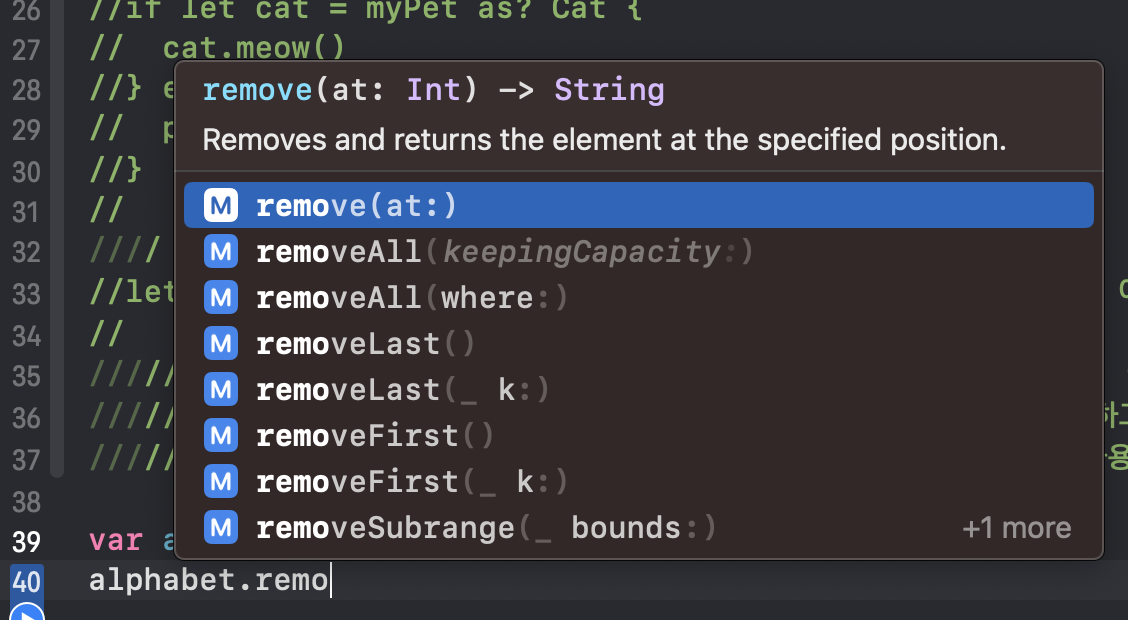 26 //if let cat = myPet as? Cat {
27 // cat.meow()
28 //} e
29 // p
30 //}
31 //
32 ////
33 //let
34 //
35 /////
36 /////
37 /////
38
39 var a
40 alphabet.remo
remove(at: Int) -> String
Removes and returns the element at the specified position.
M remove(at:)
M removeAll(keepingCapacity:)
M removeAll(where:)
M removeLast()
M removeLast(_ k:)
M removeFirst()
M removeFirst(_ k:)
M removeSubrange(_ bounds:)
+1 more